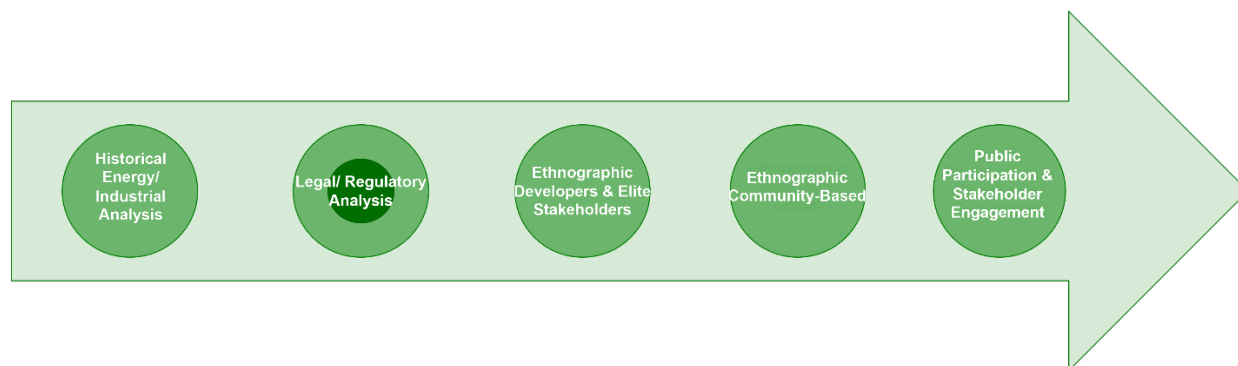 Historical
Energy/
Industrial
Analysis
Legal/ Regulatory
Analysis
Ethnographic
Developers & Elite
Stakeholders
Ethnographic
Community-Based
Public
Participation &
Stakeholder
Engagement